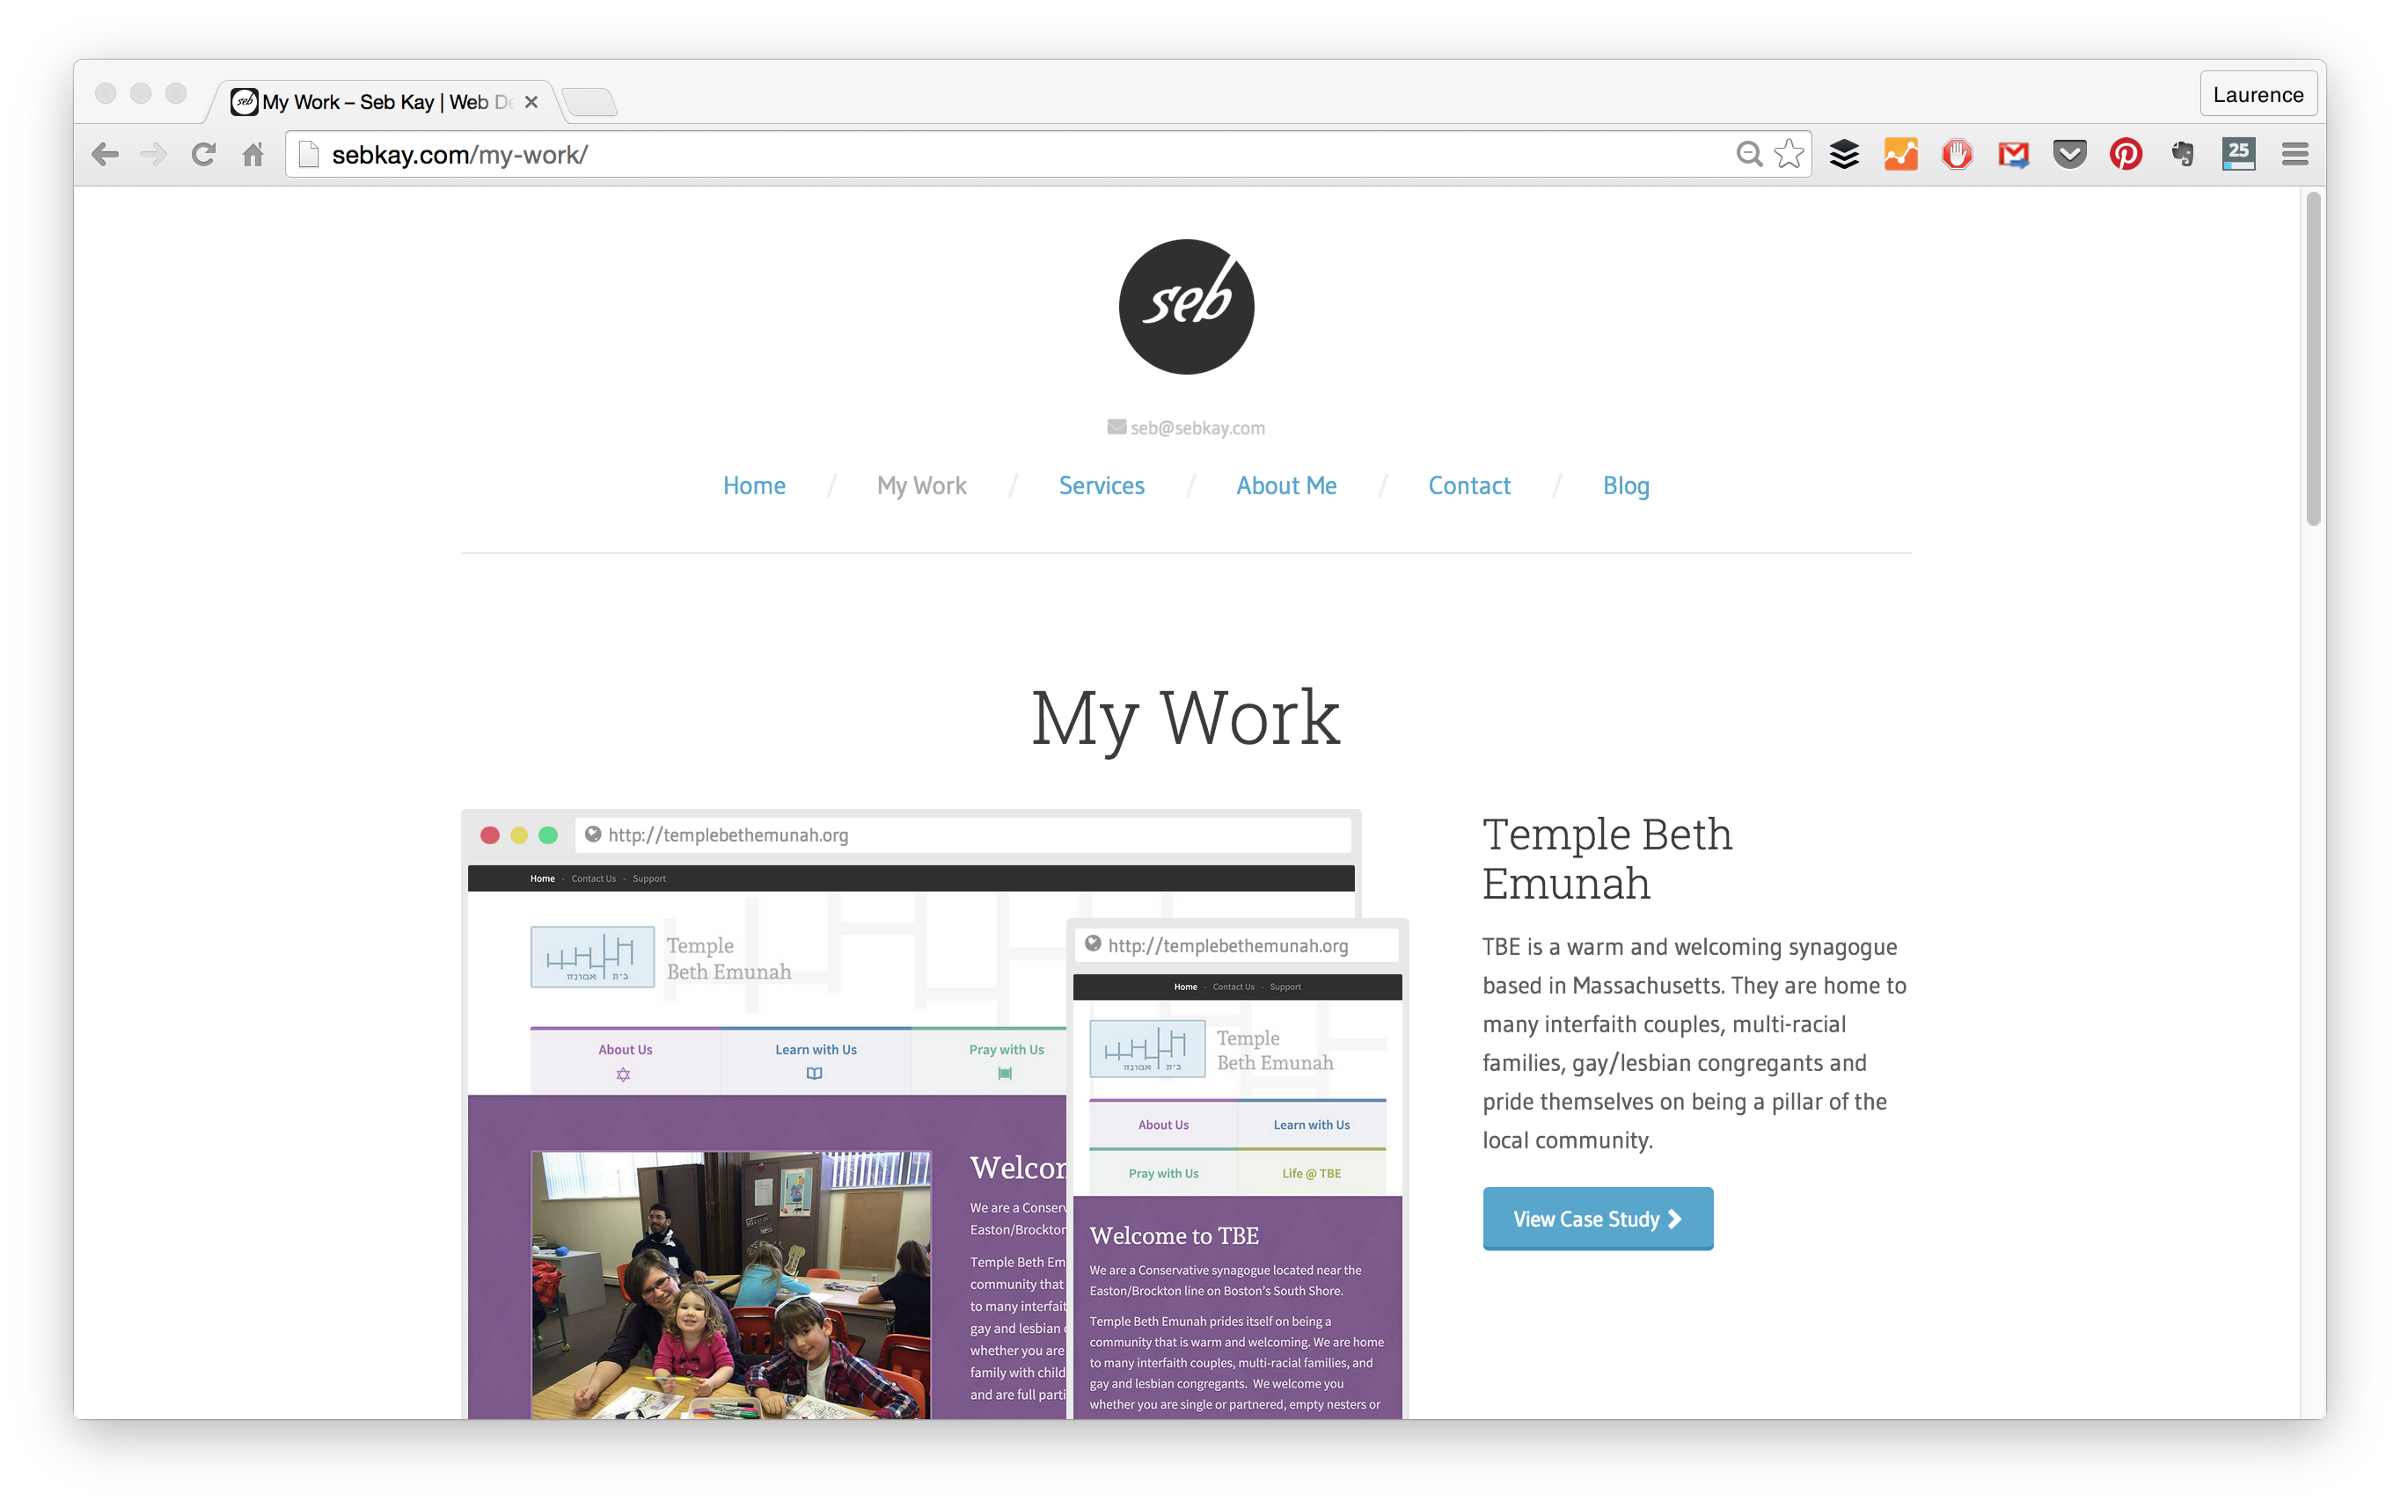 My Work – Seb Kay | Web De
Laurence
sebkay.com/my-work/
25
seb
seb@sebkay.com
Home / My Work / Services / About Me / Contact / Blog
My Work
http://templebethemunah.org
Home - Contact Us - Support
Temple
Beth Emunah
בית אמונה
About Us
Learn with Us
Pray with Us
Welcom
We are a Conserv
Easton/Brockton
Temple Beth Em
community that
to many interfait
gay and lesbian c
whether you are
family with child
and are full parti
http://templebethemunah.org
Home - Contact Us - Support
Temple
Beth Emunah
בית אמונה
About Us
Learn with Us
Pray with Us
Life @ TBE
Welcome to TBE
We are a Conservative synagogue located near the
Easton/Brockton line on Boston's South Shore.
Temple Beth Emunah prides itself on being a
community that is warm and welcoming. We are home
to many interfaith couples, multi-racial families, and
gay and lesbian congregants. We welcome you
whether you are single or partnered, empty nesters or
Temple Beth
Emunah
TBE is a warm and welcoming synagogue
based in Massachusetts. They are home to
many interfaith couples, multi-racial
families, gay/lesbian congregants and
pride themselves on being a pillar of the
local community.
View Case Study